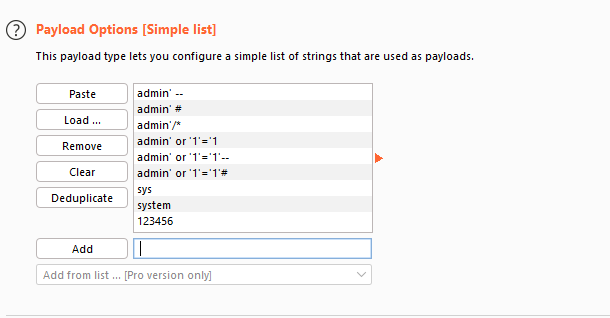 ?
Payload Options [Simple list]
This payload type lets you configure a simple list of strings that are used as payloads.
Paste
Load ...
Remove
Clear
Deduplicate
admin' --
admin' #
admin'/*
admin' or '1'='1
admin' or '1'='1'--
admin' or '1'='1'#
sys
system
123456
Add
Add from list ... [Pro version only]